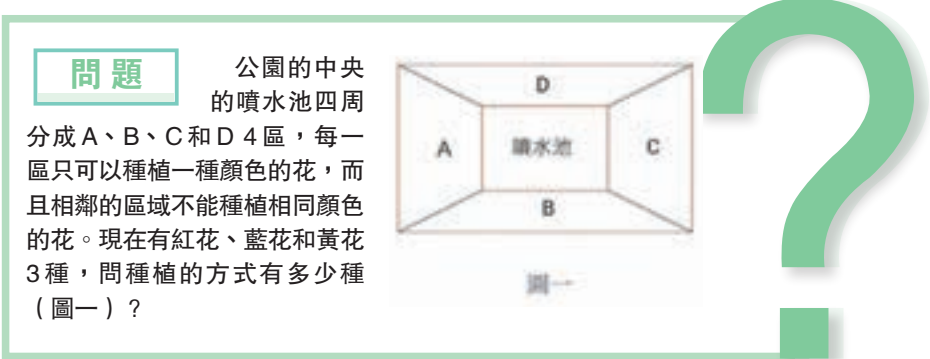 問題
公園的中央
的噴水池四周
分成A、B、C和D 4區,每一
區只可以種植一種顏色的花,而
且相鄰的區域不能種植相同顏色
的花。現在有紅花、藍花和黃花
3種,問種植的方式有多少種
(圖一)?
D
A
噴水池
C
B
圖一
?